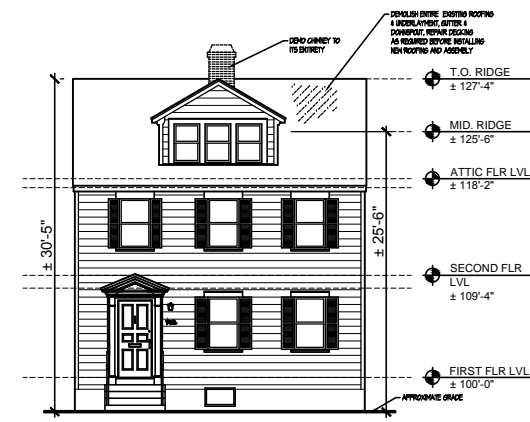 DEMOLISH ENTIRE EXISTING ROOFING
& UNDERLAYMENT, GUTTER &
DOWNSPOUT, REPAIR DECKING
AS REQUIRED BEFORE INSTALLING
NEW ROOFING AND ASSEMBLY
DEMO CHIMNEY TO
ITS ENTIRETY
T.O. RIDGE
± 127'-4"
MID. RIDGE
± 125'-6"
ATTIC FLR LVL
± 118'-2"
± 30'-5"
± 25'-6"
SECOND FLR
LVL
± 109'-4"
FIRST FLR LVL
± 100'-0"
APPROXIMATE GRADE